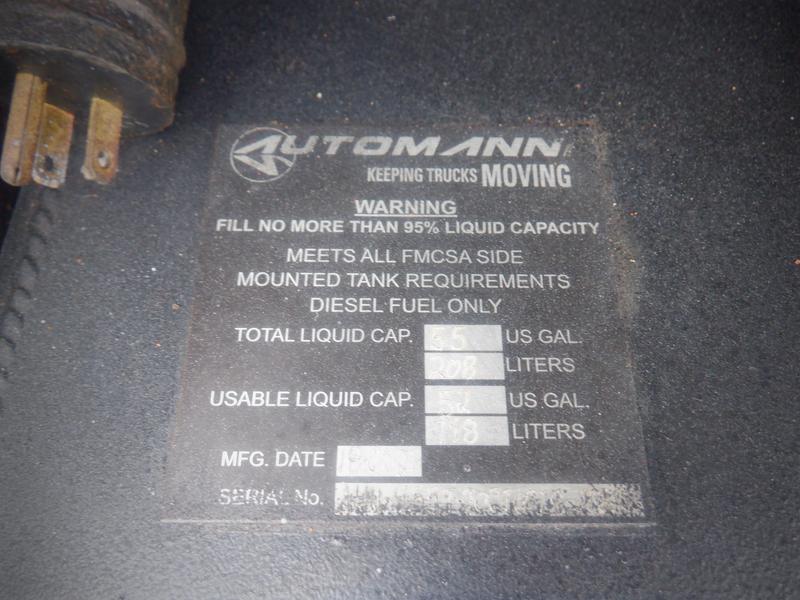 AUTOMANN
KEEPING TRUCKS MOVING
WARNING
FILL NO MORE THAN 95% LIQUID CAPACITY
MEETS ALL FMCSA SIDE
MOUNTED TANK REQUIREMENTS
DIESEL FUEL ONLY
TOTAL LIQUID CAP. 55 US GAL.
208 LITERS
USABLE LIQUID CAP. US GAL.
LITERS
MFG. DATE
SERIAL No.